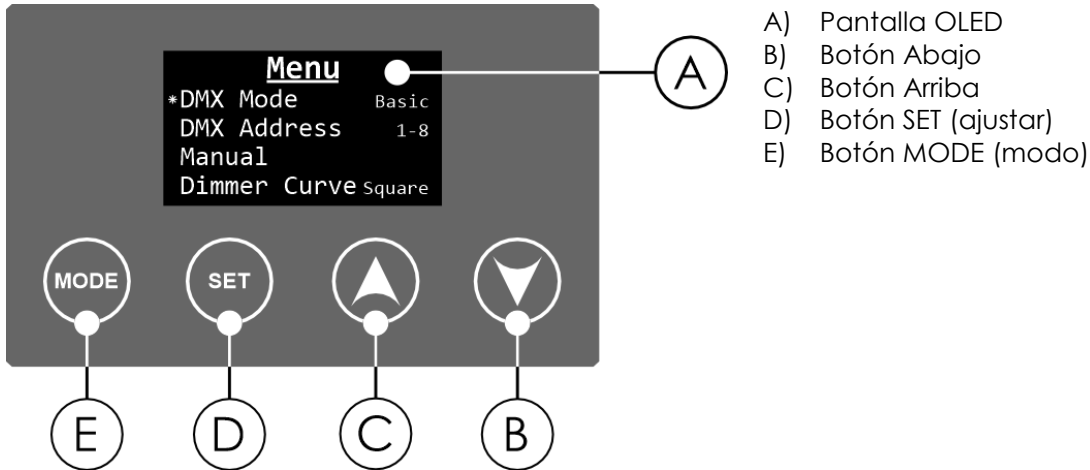 Menu
*DMX Mode Basic
DMX Address 1-8
Manual
Dimmer Curve Square
MODE
SET
A
E
D
C
B
A) Pantalla OLED
B) Botón Abajo
C) Botón Arriba
D) Botón SET (ajustar)
E) Botón MODE (modo)